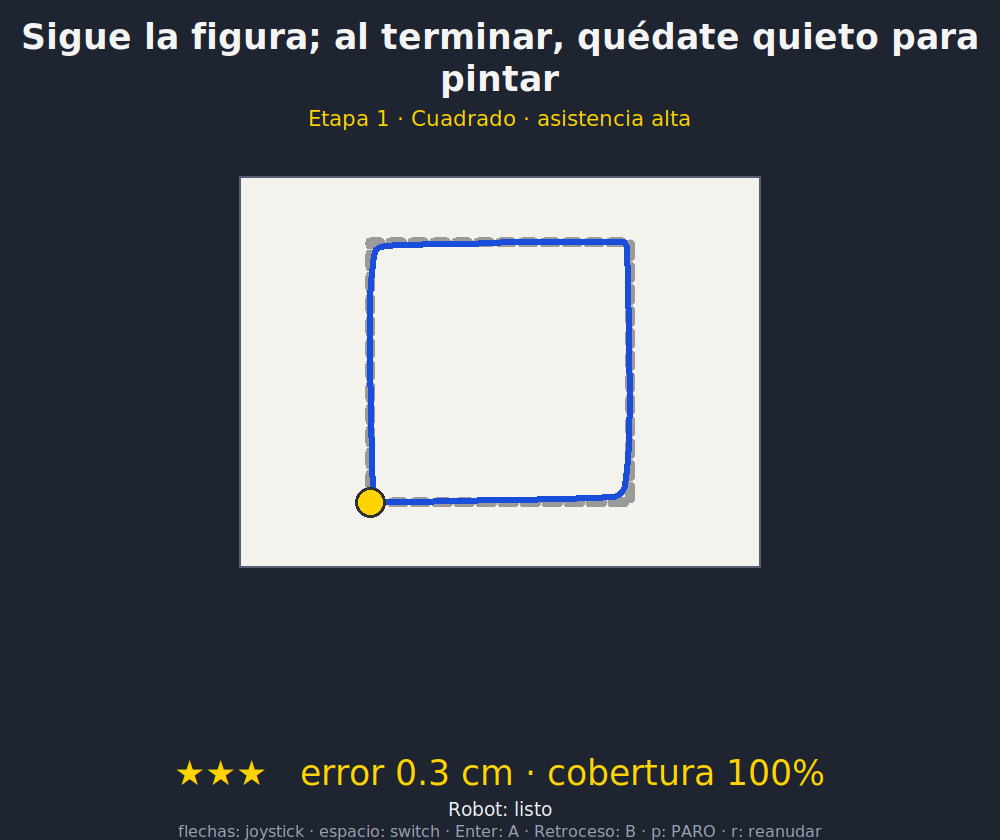 Sigue la figura; al terminar, quédate quieto para
pintar
Etapa 1 · Cuadrado · asistencia alta
★★★ error 0.3 cm · cobertura 100%
Robot: listo
flechas: joystick · espacio: switch · Enter: A · Retroceso: B · p: PARO · r: reanudar